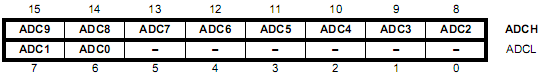 15 14 13 12 11 10 9 8
ADC9 ADC8 ADC7 ADC6 ADC5 ADC4 ADC3 ADC2 ADCH
ADC1 ADC0 – – – – – – ADCL
7 6 5 4 3 2 1 0